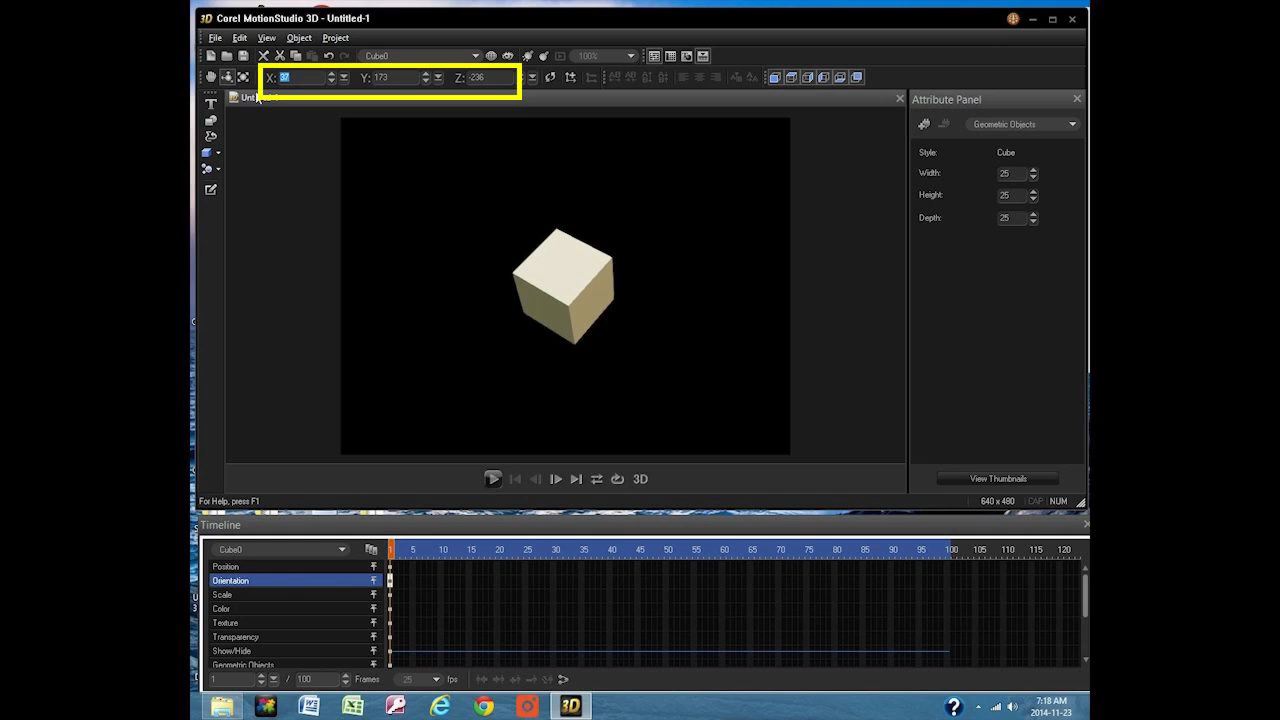 3D Corel MotionStudio 3D - Untitled-1
File Edit View Object Project
Cube0 100%
X: 37 Y: 173 Z: -236
Attribute Panel
Geometric Objects
Style: Cube
Width: 25
Height: 25
Depth: 25
3D
View Thumbnails
For Help, press F1 640 x 480 CAP NUM
Timeline
Cube0 1 5 10 15 20 25 30 35 40 45 50 55 60 65 70 75 80 85 90 95 100 105 110 115 120
Position
Orientation
Scale
Color
Texture
Transparency
Show/Hide
Geometric Objects
1 / 100 Frames 25 fps
3D
7:18 AM
2014-11-23